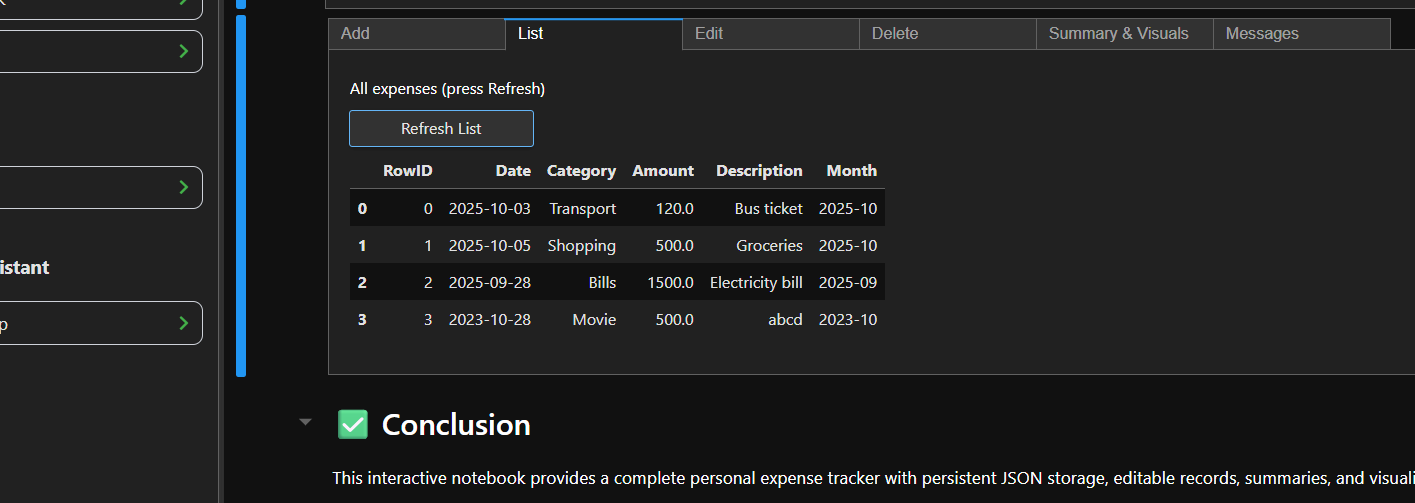 Add List Edit Delete Summary & Visuals Messages
All expenses (press Refresh)
Refresh List
RowID Date Category Amount Description Month
0 0 2025-10-03 Transport 120.0 Bus ticket 2025-10
1 1 2025-10-05 Shopping 500.0 Groceries 2025-10
2 2 2025-09-28 Bills 1500.0 Electricity bill 2025-09
istant
3 3 2023-10-28 Movie 500.0 abcd 2023-10
p
✅ Conclusion
This interactive notebook provides a complete personal expense tracker with persistent JSON storage, editable records, summaries, and visuali